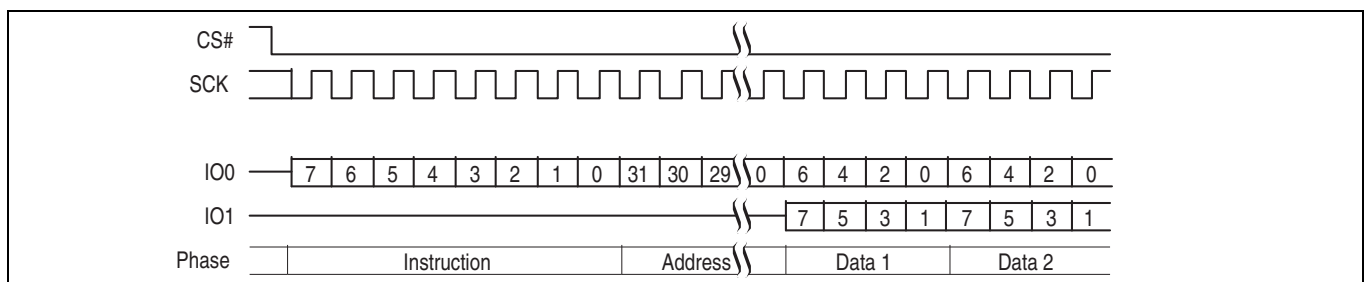 CS#
SCK
IO0 7 6 5 4 3 2 1 0 31 30 29 0 6 4 2 0 6 4 2 0
IO1 7 5 3 1 7 5 3 1
Phase Instruction Address Data 1 Data 2